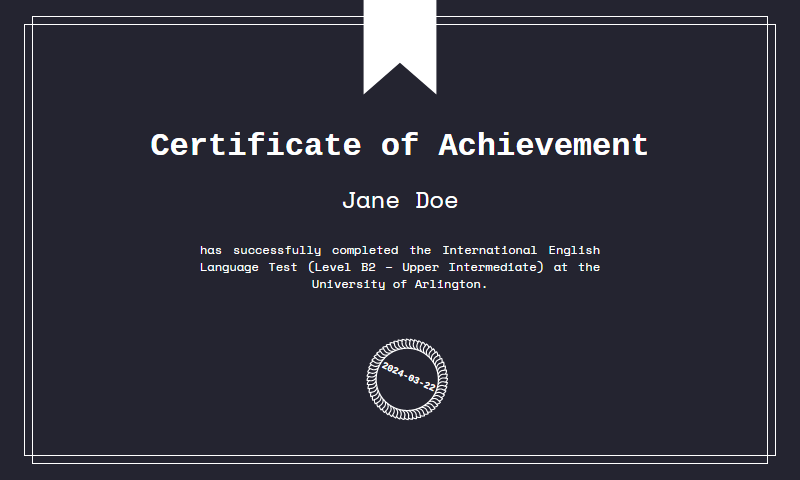 Certificate of Achievement
Jane Doe
has successfully completed the International English
Language Test (Level B2 – Upper Intermediate) at the
University of Arlington.
2024-03-22